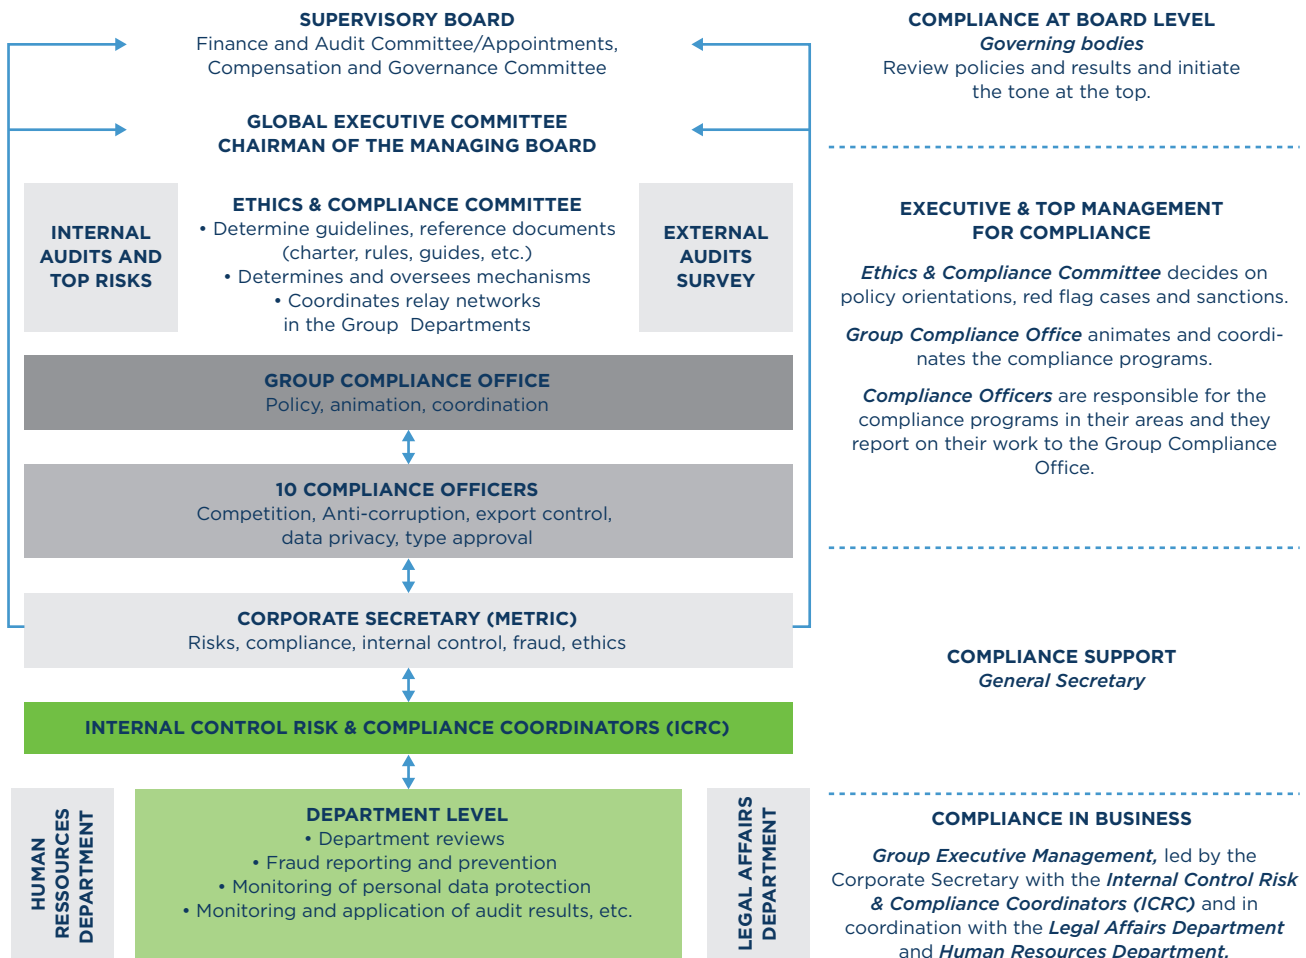 SUPERVISORY BOARD
Finance and Audit Committee/Appointments,
Compensation and Governance Committee
GLOBAL EXECUTIVE COMMITTEE
CHAIRMAN OF THE MANAGING BOARD
INTERNAL
AUDITS AND
TOP RISKS
ETHICS & COMPLIANCE COMMITTEE
• Determine guidelines, reference documents
(charter, rules, guides, etc.)
• Determines and oversees mechanisms
• Coordinates relay networks
in the Group Departments
EXTERNAL
AUDITS
SURVEY
GROUP COMPLIANCE OFFICE
Policy, animation, coordination
10 COMPLIANCE OFFICERS
Competition, Anti-corruption, export control,
data privacy, type approval
CORPORATE SECRETARY (METRIC)
Risks, compliance, internal control, fraud, ethics
INTERNAL CONTROL RISK & COMPLIANCE COORDINATORS (ICRC)
HUMAN
RESSOURCES
DEPARTMENT
DEPARTMENT LEVEL
• Department reviews
• Fraud reporting and prevention
• Monitoring of personal data protection
• Monitoring and application of audit results, etc.
LEGAL AFFAIRS
DEPARTMENT
COMPLIANCE AT BOARD LEVEL
Governing bodies
Review policies and results and initiate
the tone at the top.
EXECUTIVE & TOP MANAGEMENT
FOR COMPLIANCE
Ethics & Compliance Committee decides on
policy orientations, red flag cases and sanctions.
Group Compliance Office animates and coordi-
nates the compliance programs.
Compliance Officers are responsible for the
compliance programs in their areas and they
report on their work to the Group Compliance
Office.
COMPLIANCE SUPPORT
General Secretary
COMPLIANCE IN BUSINESS
Group Executive Management, led by the
Corporate Secretary with the Internal Control Risk
& Compliance Coordinators (ICRC) and in
coordination with the Legal Affairs Department
and Human Resources Department.